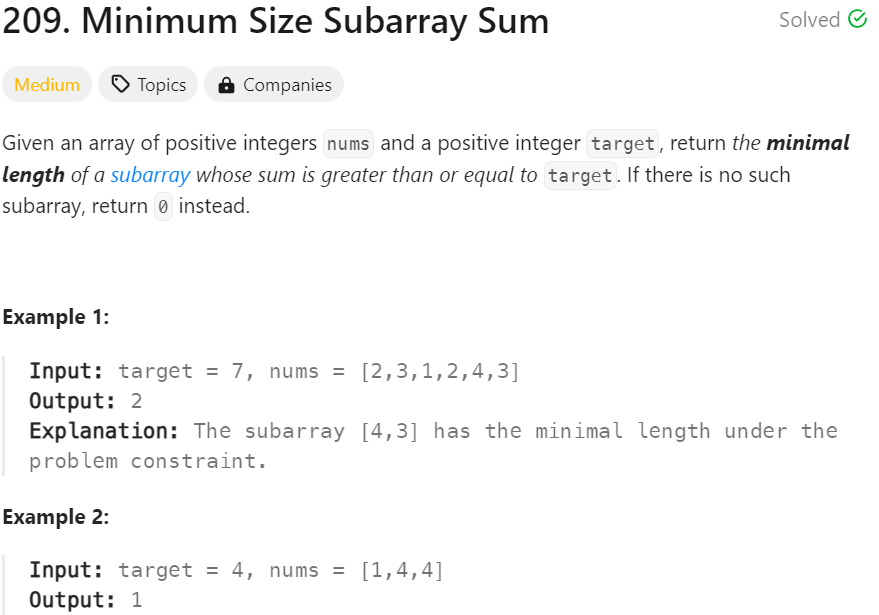 209. Minimum Size Subarray Sum
Solved
Medium Topics Companies
Given an array of positive integers nums and a positive integer target, return the minimal
length of a subarray whose sum is greater than or equal to target. If there is no such
subarray, return 0 instead.
Example 1:
Input: target = 7, nums = [2,3,1,2,4,3]
Output: 2
Explanation: The subarray [4,3] has the minimal length under the
problem constraint.
Example 2:
Input: target = 4, nums = [1,4,4]
Output: 1